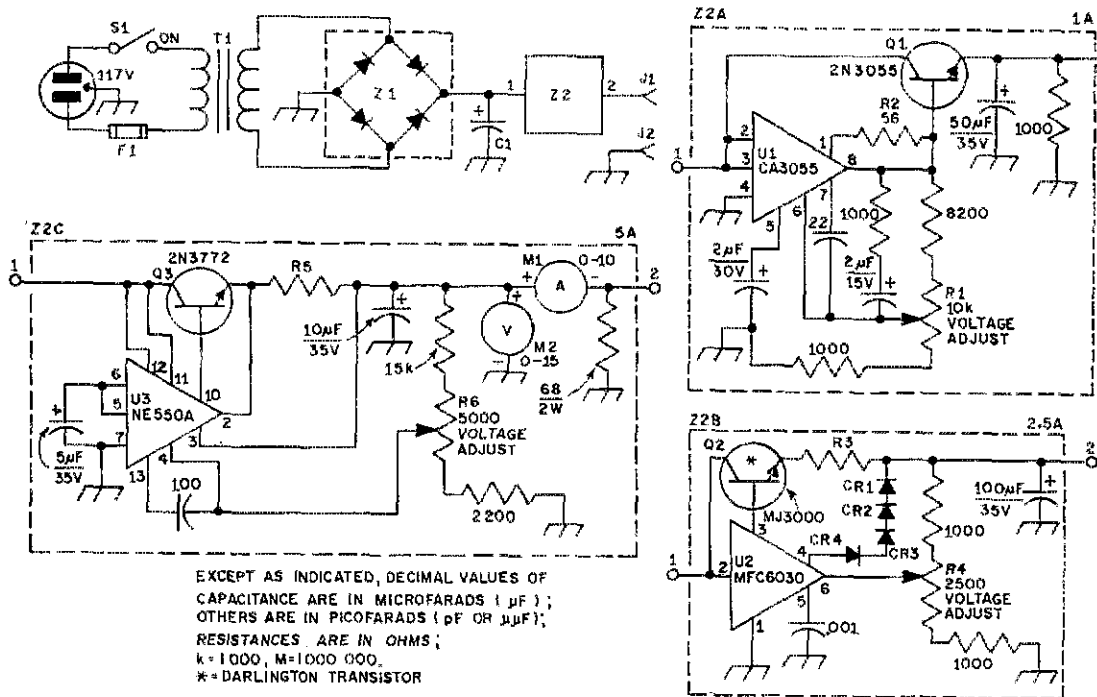 S1
ON
T1
117V
F1
Z1
+
C1
1
Z2
2
J1
J2
Z2A
1A
Q1
2N3055
R2
56
50µF
35V
+
1000
1
2
3
4
U1
CA3055
1
8
7
6
5
22
1000
8200
2µF
30V
+
2µF
15V
+
R1
10k
VOLTAGE
ADJUST
1000
Z2C
5A
1
2N3772
Q3
R5
M1
0-10
+
A
-
2
10µF
35V
+
15k
+
V
-
M2
0-15
68
2W
12
11
10
6
5
7
U3
NE550A
2
3
4
13
+
5µF
35V
100
R6
5000
VOLTAGE
ADJUST
2200
Z2B
2.5A
Q2
*
R3
MJ3000
CR1
CR2
CR3
CR4
2
100µF
35V
+
1000
1
2
3
U2
MFC6030
4
6
5
1
.001
R4
2500
VOLTAGE
ADJUST
1000
EXCEPT AS INDICATED, DECIMAL VALUES OF
CAPACITANCE ARE IN MICROFARADS ( µF ) ;
OTHERS ARE IN PICOFARADS ( pF OR µµF);
RESISTANCES ARE IN OHMS ;
k=1000, M=1000 000.
*= DARLINGTON TRANSISTOR